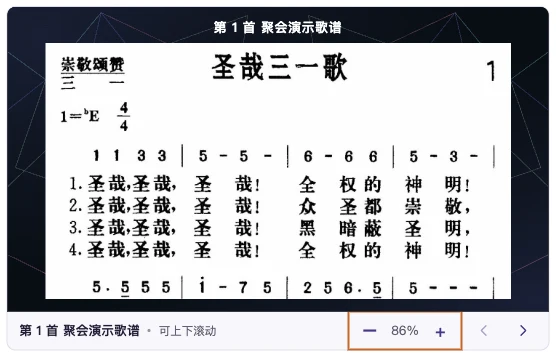 第 1 首 聚会演示歌谱
崇敬颂赞
三 一
圣哉三一歌
1
1=ᵇE 4/4
1 1 3 3 | 5 - 5 - | 6 - 6 6 | 5 - 3 - |
1. 圣哉,圣哉, 圣 哉! 全 权的 神 明!
2. 圣哉,圣哉, 圣 哉! 众 圣都 崇 敬,
3. 圣哉,圣哉, 圣 哉! 黑 暗蔽 圣 明,
4. 圣哉,圣哉, 圣 哉! 全 权的 神 明!
5. 5 5 5 | i - 7 5 | 2 5 6. 5 | 5 - - - |
第 1 首 聚会演示歌谱 • 可上下滚动
− 86% +